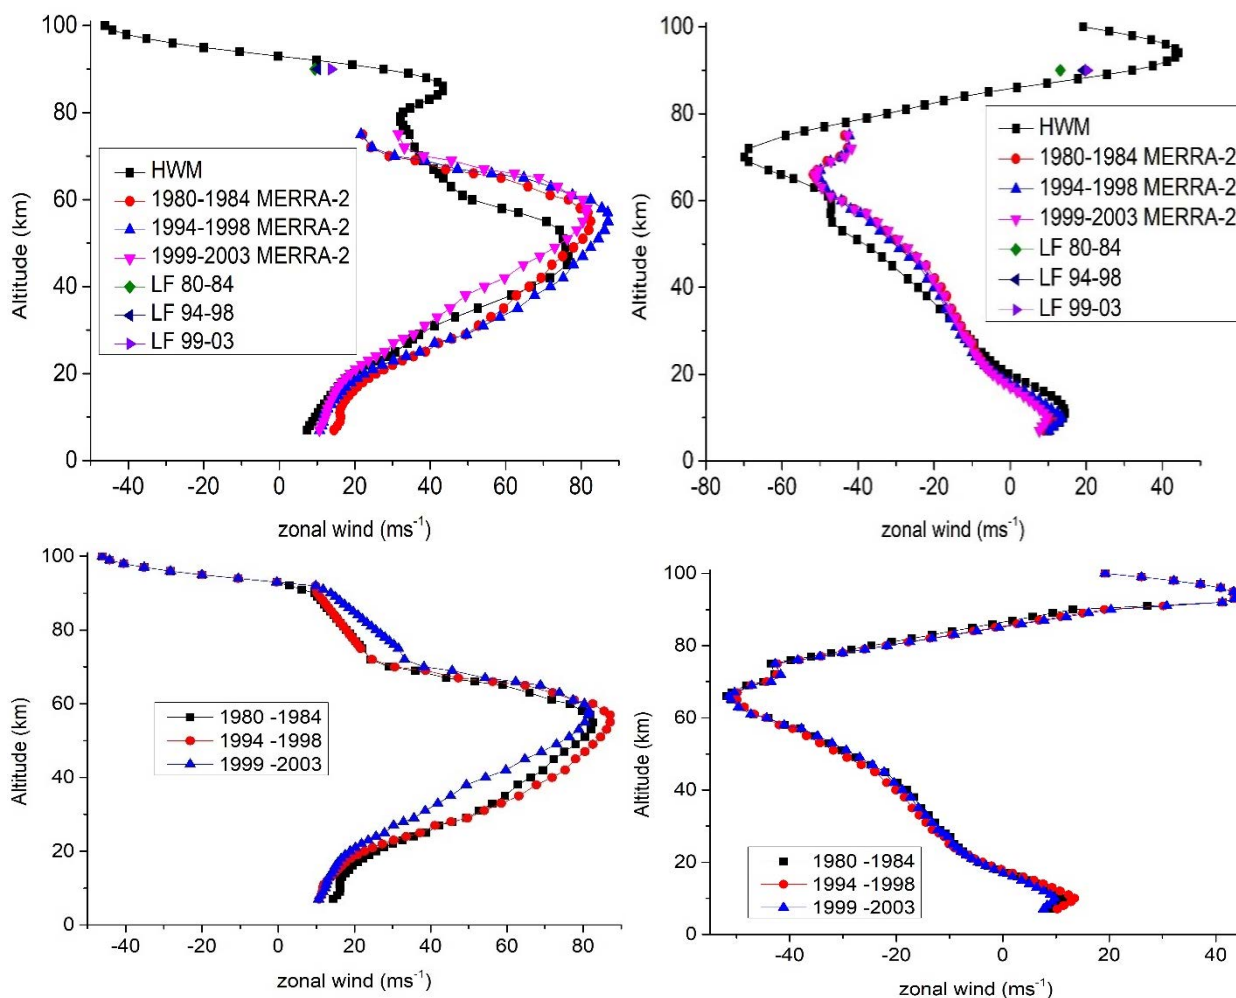 100
80
60
40
20
0
Altitude (km)
HWM
1980-1984 MERRA-2
1994-1998 MERRA-2
1999-2003 MERRA-2
LF 80-84
LF 94-98
LF 99-03
-40 -20 0 20 40 60 80
zonal wind (ms⁻¹)
100
80
60
40
20
0
Altitude (km)
HWM
1980-1984 MERRA-2
1994-1998 MERRA-2
1999-2003 MERRA-2
LF 80-84
LF 94-98
LF 99-03
-80 -60 -40 -20 0 20 40
zonal wind (ms⁻¹)
100
80
60
40
20
0
Altitude (km)
1980 -1984
1994 -1998
1999 -2003
-40 -20 0 20 40 60 80
zonal wind (ms⁻¹)
100
80
60
40
20
0
Altitude (km)
1980 -1984
1994 -1998
1999 -2003
-40 -20 0 20 40
zonal wind (ms⁻¹)